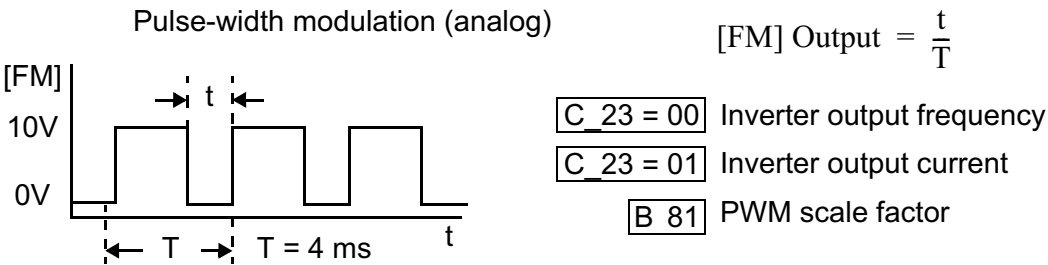 Pulse-width modulation (analog)
[FM] Output = t/T
[FM]
t
10V
0V
T
T = 4 ms
t
C_23 = 00 Inverter output frequency
C_23 = 01 Inverter output current
B 81 PWM scale factor